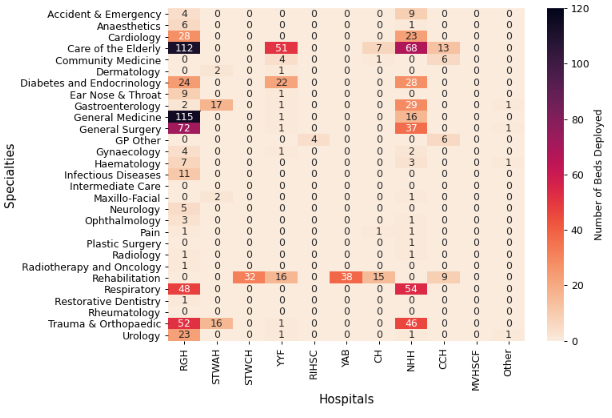 Accident & Emergency 4 0 0 0 0 0 0 9 0 0 0
Anaesthetics 6 0 0 0 0 0 0 1 0 0 0
Cardiology 28 0 0 0 0 0 0 23 0 0 0
Care of the Elderly 112 0 0 51 0 0 7 68 13 0 0
Community Medicine 0 0 0 4 0 0 1 0 6 0 0
Dermatology 0 2 0 1 0 0 0 0 0 0 0
Diabetes and Endocrinology 24 0 0 22 0 0 0 28 0 0 0
Ear Nose & Throat 9 0 0 1 0 0 0 0 0 0 0
Gastroenterology 2 17 0 1 0 0 0 29 0 0 1
General Medicine 115 0 0 1 0 0 0 16 0 0 0
General Surgery 72 0 0 1 0 0 0 37 0 0 1
GP Other 0 0 0 0 4 0 0 0 6 0 0
Gynaecology 4 0 0 1 0 0 0 2 0 0 0
Haematology 7 0 0 0 0 0 0 3 0 0 1
Infectious Diseases 11 0 0 0 0 0 0 0 0 0 0
Intermediate Care 0 0 0 0 0 0 0 0 0 0 0
Maxillo-Facial 0 2 0 0 0 0 0 1 0 0 0
Neurology 5 0 0 0 0 0 0 0 0 0 0
Ophthalmology 3 0 0 0 0 0 0 1 0 0 0
Pain 1 0 0 0 0 0 1 1 0 0 0
Plastic Surgery 0 0 0 0 0 0 0 1 0 0 0
Radiology 1 0 0 0 0 0 0 1 0 0 0
Radiotherapy and Oncology 1 0 0 0 0 0 0 0 0 0 0
Rehabilitation 0 0 32 16 0 38 15 0 9 0 0
Respiratory 48 0 0 0 0 0 0 54 0 0 0
Restorative Dentistry 1 0 0 0 0 0 0 0 0 0 0
Rheumatology 0 0 0 0 0 0 0 0 0 0 0
Trauma & Orthopaedic 52 16 0 1 0 0 0 46 0 0 0
Urology 23 0 0 1 0 0 0 1 0 0 1
RGH STWAH STWCH YYF RIHSC YAB CH NHH CCH MVHSCF Other
Hospitals
Specialties
120
100
80
60
40
20
0
Number of Beds Deployed